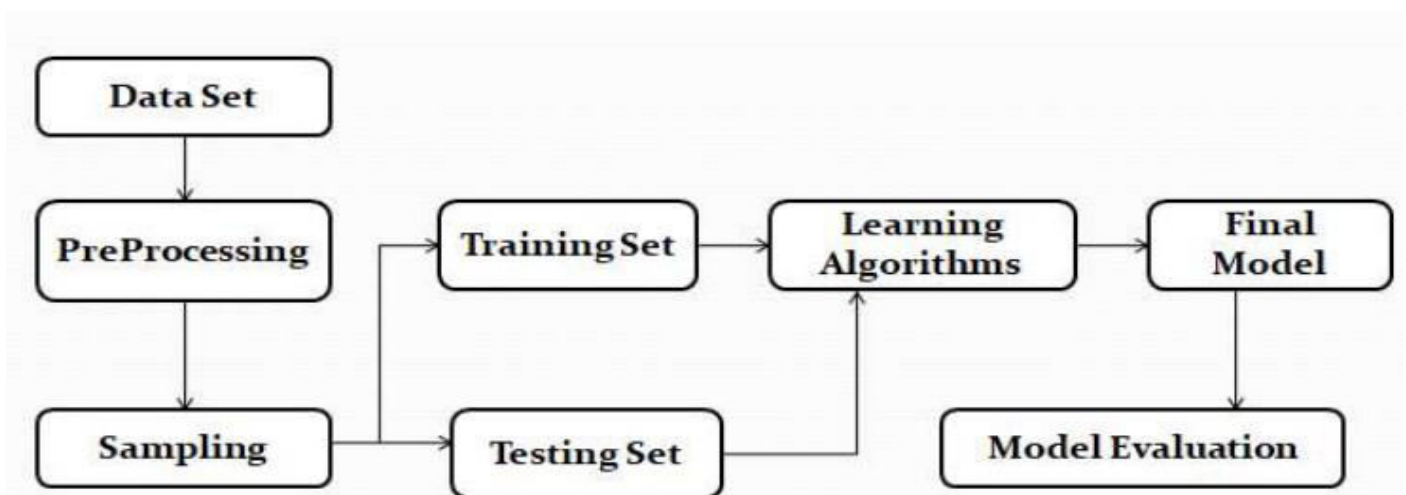 Data Set
PreProcessing
Sampling
Training Set
Testing Set
Learning
Algorithms
Final
Model
Model Evaluation